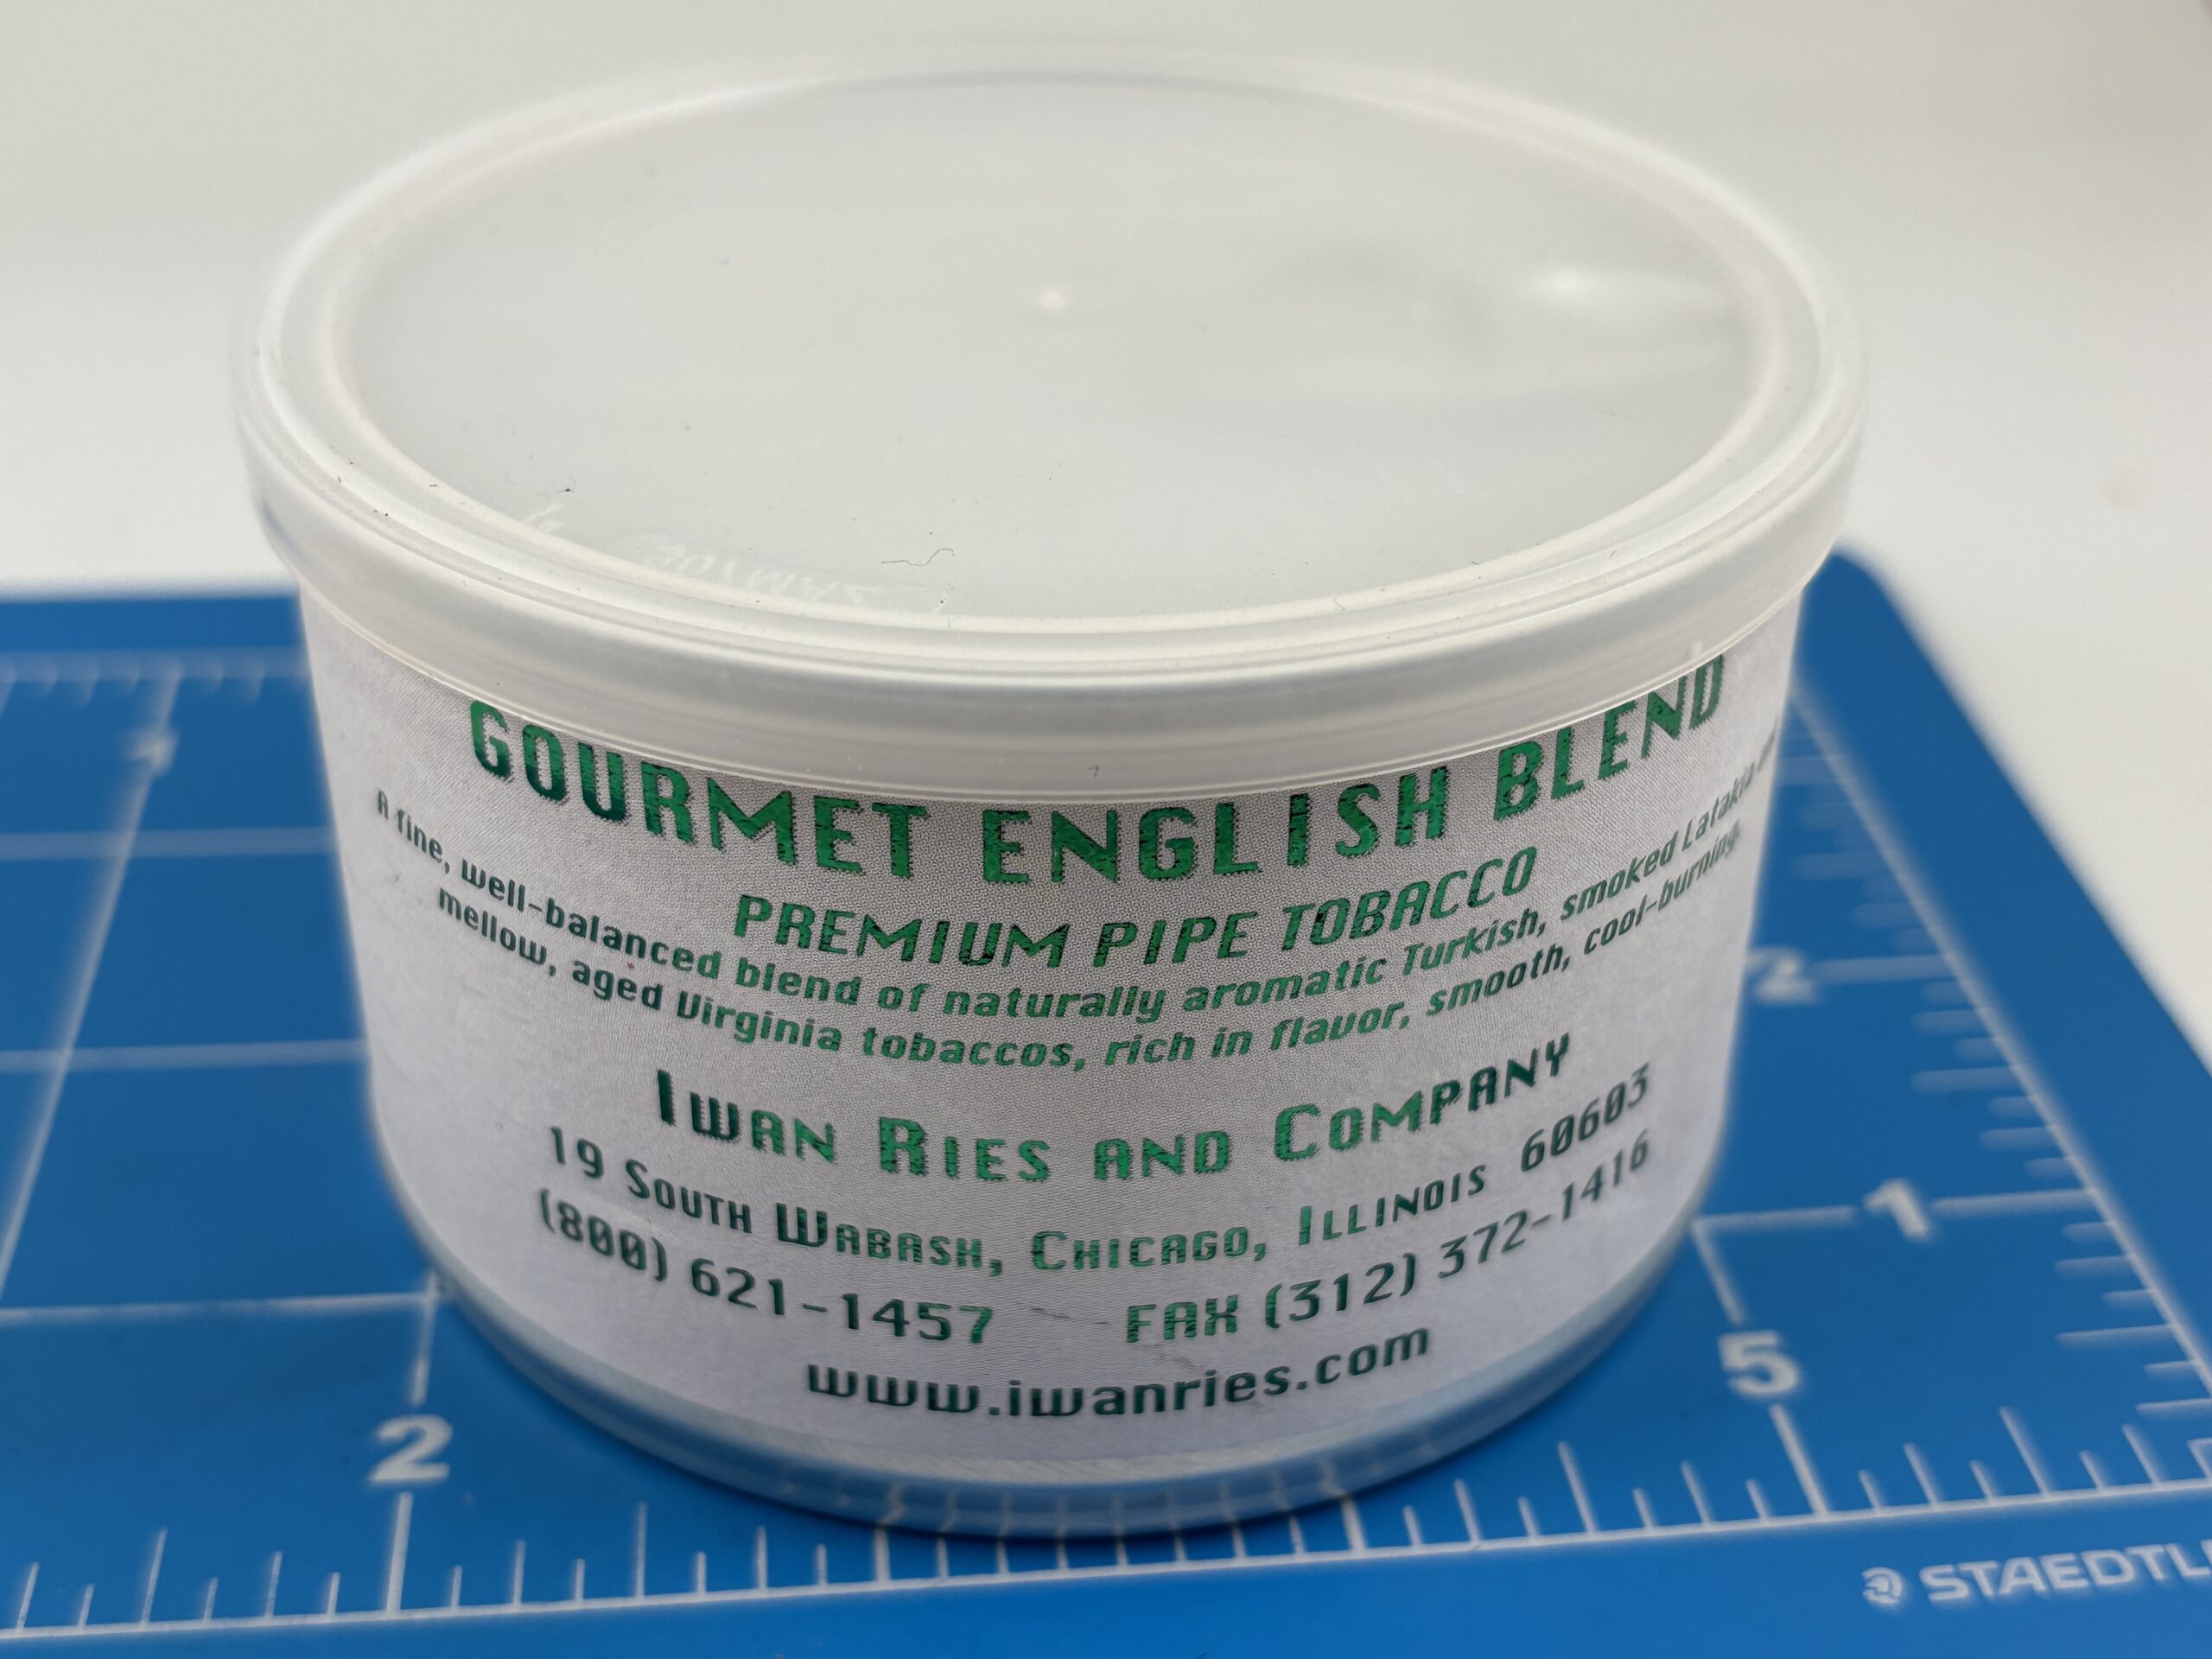 GOURMET ENGLISH BLEND
PREMIUM PIPE TOBACCO
A fine, well-balanced blend of naturally aromatic Turkish, smoked Latakia
mellow, aged Virginia tobaccos, rich in flavor, smooth, cool-burning.
IWAN RIES AND COMPANY
19 SOUTH WABASH, CHICAGO, ILLINOIS 60603
(800) 621-1457 FAX (312) 372-1416
www.iwanries.com
2
1
5
2
STAEDTL